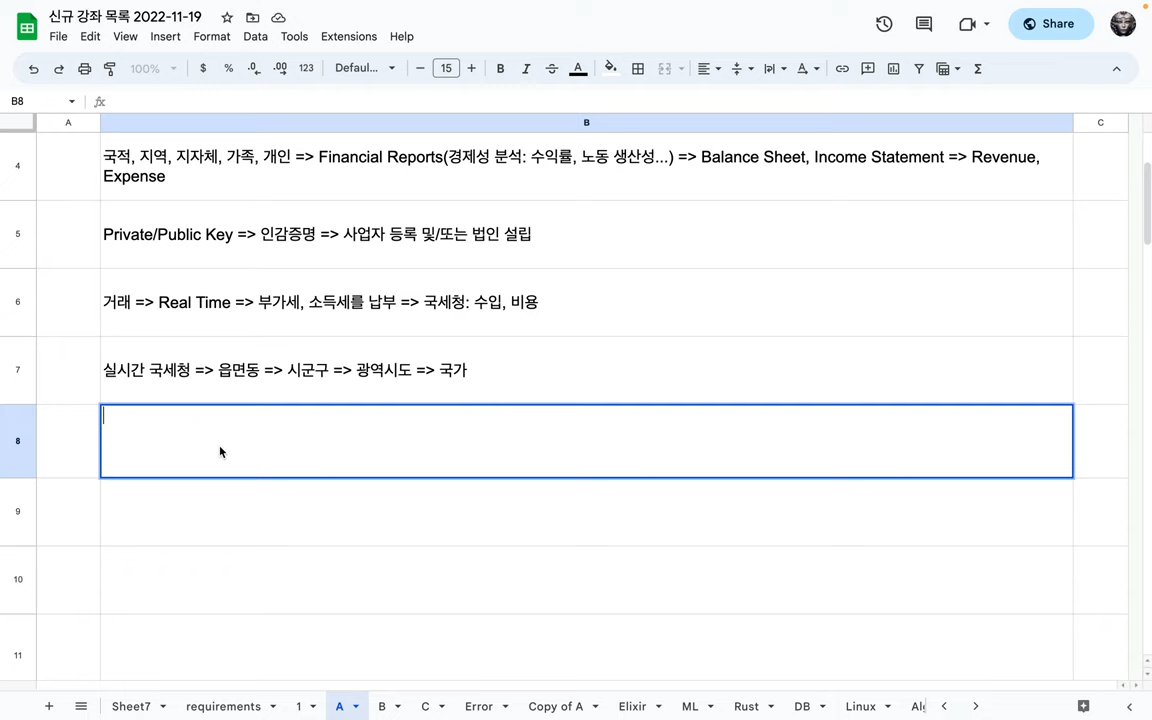 신규 강좌 목록 2022-11-19
File Edit View Insert Format Data Tools Extensions Help
Share
100% $ % .0 .00 123 Defaul... − 15 + B I S A Σ
B8 fx
A B C
4 국적, 지역, 지자체, 가족, 개인 => Financial Reports(경제성 분석: 수익률, 노동 생산성...) => Balance Sheet, Income Statement => Revenue,
Expense
5 Private/Public Key => 인감증명 => 사업자 등록 및/또는 법인 설립
6 거래 => Real Time => 부가세, 소득세를 납부 => 국세청: 수입, 비용
7 실시간 국세청 => 읍면동 => 시군구 => 광역시도 => 국가
8
9
10
11
Sheet7 requirements 1 A B C Error Copy of A Elixir ML Rust DB Linux